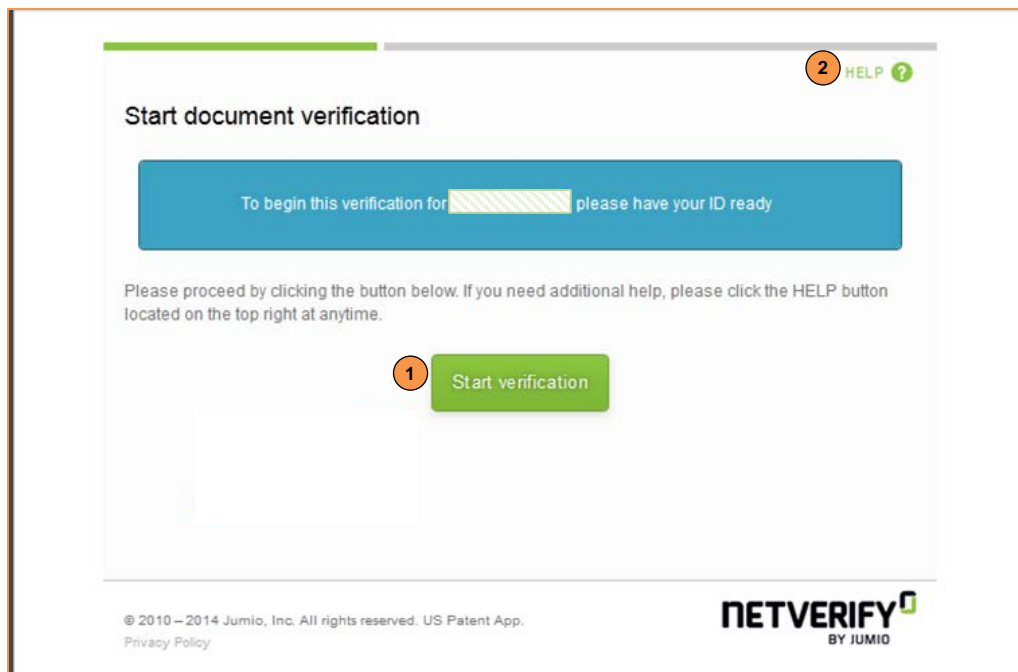 2 HELP ?
Start document verification
To begin this verification for please have your ID ready
Please proceed by clicking the button below. If you need additional help, please click the HELP button
located on the top right at anytime.
1 Start verification
© 2010 – 2014 Jumio, Inc. All rights reserved. US Patent App.
Privacy Policy
NETVERIFY
BY JUMIO